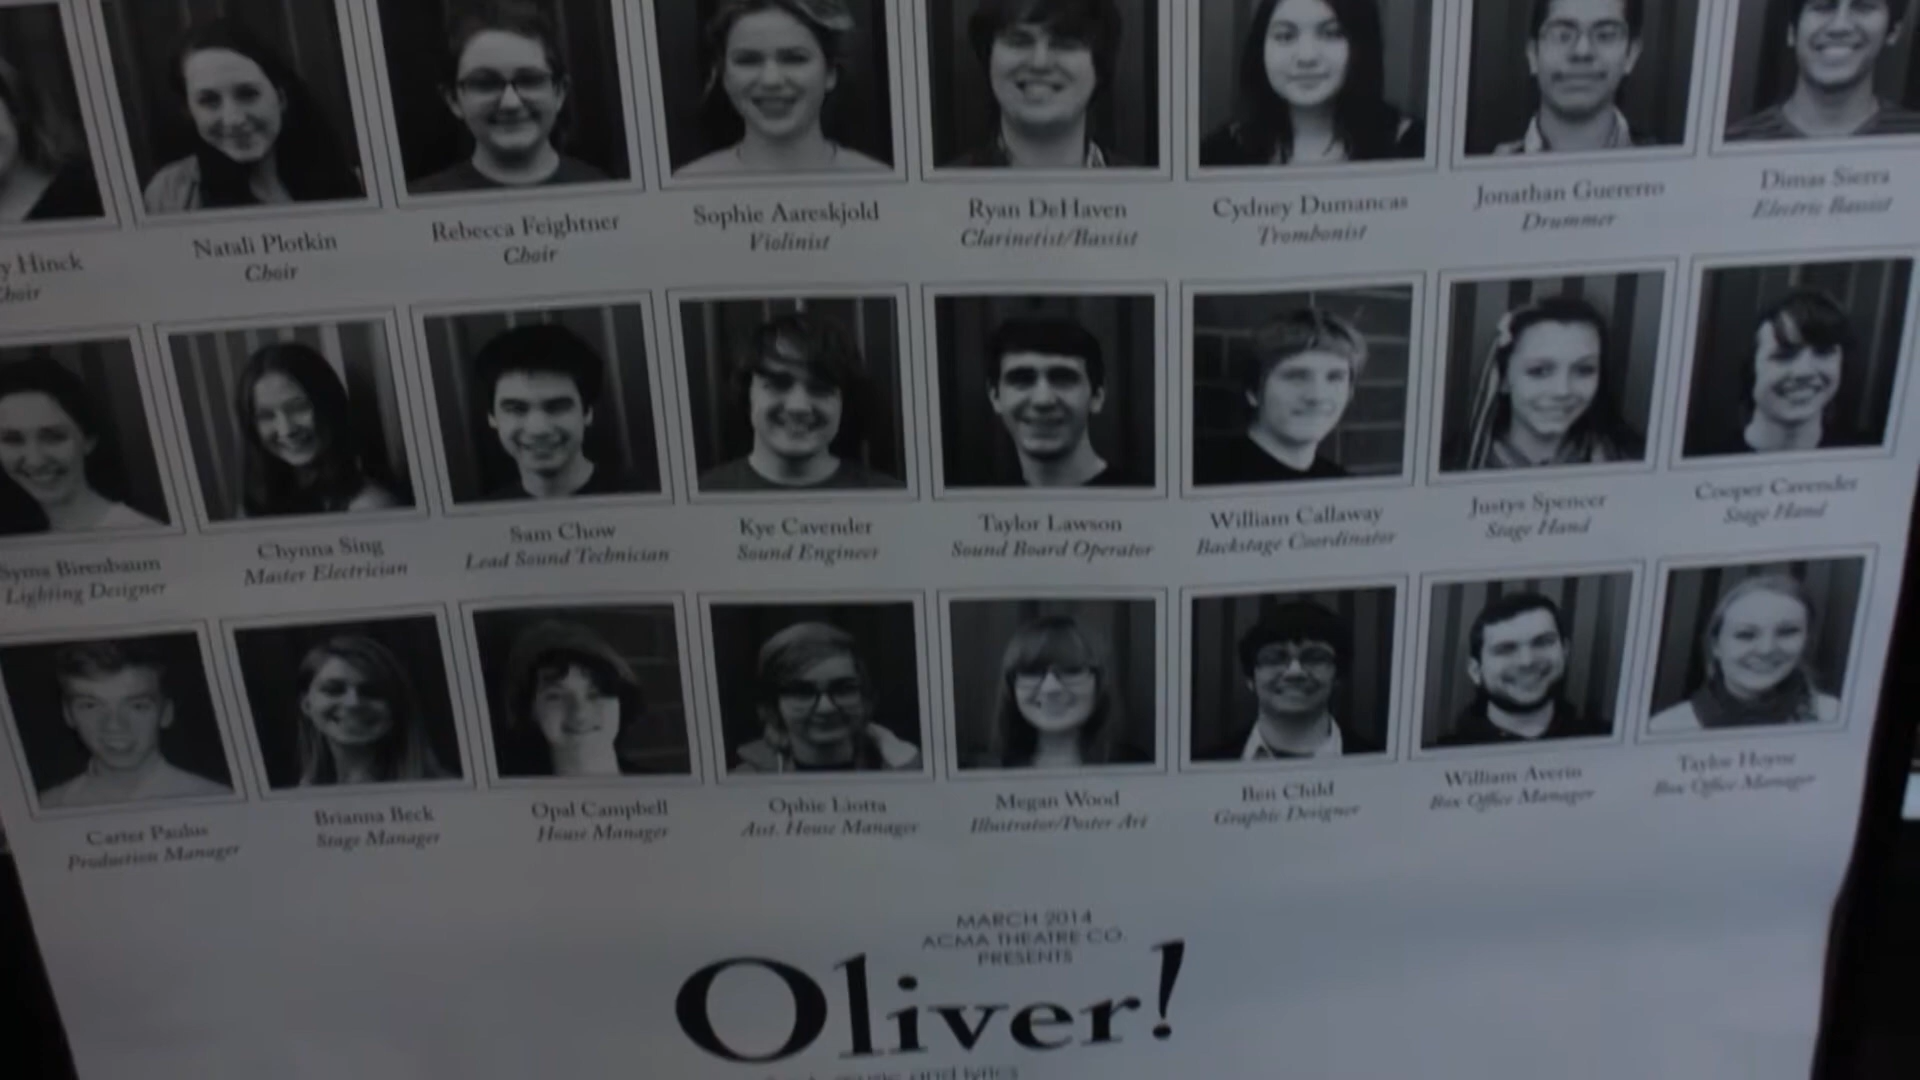 y Hinck
Choir
Natali Plotkin
Choir
Rebecca Feightner
Choir
Sophie Aareskjold
Violinist
Ryan DeHaven
Clarinetist/Bassist
Cydney Dumancas
Trombonist
Jonathan Guererro
Drummer
Dimas Sierra
Electric Bassist
Syma Birenbaum
Lighting Designer
Chynna Sing
Master Electrician
Sam Chow
Lead Sound Technician
Kye Cavender
Sound Engineer
Taylor Lawson
Sound Board Operator
William Callaway
Backstage Coordinator
Justys Spencer
Stage Hand
Cooper Cavender
Stage Hand
Carter Paulus
Production Manager
Brianna Beck
Stage Manager
Opal Campbell
House Manager
Ophie Liotta
Asst. House Manager
Megan Wood
Illustrator/Poster Art
Ben Child
Graphic Designer
William Averin
Box Office Manager
Taylor Hoyne
Box Office Manager
MARCH 2014
ACMA THEATRE CO.
PRESENTS
Oliver!
music and lyrics